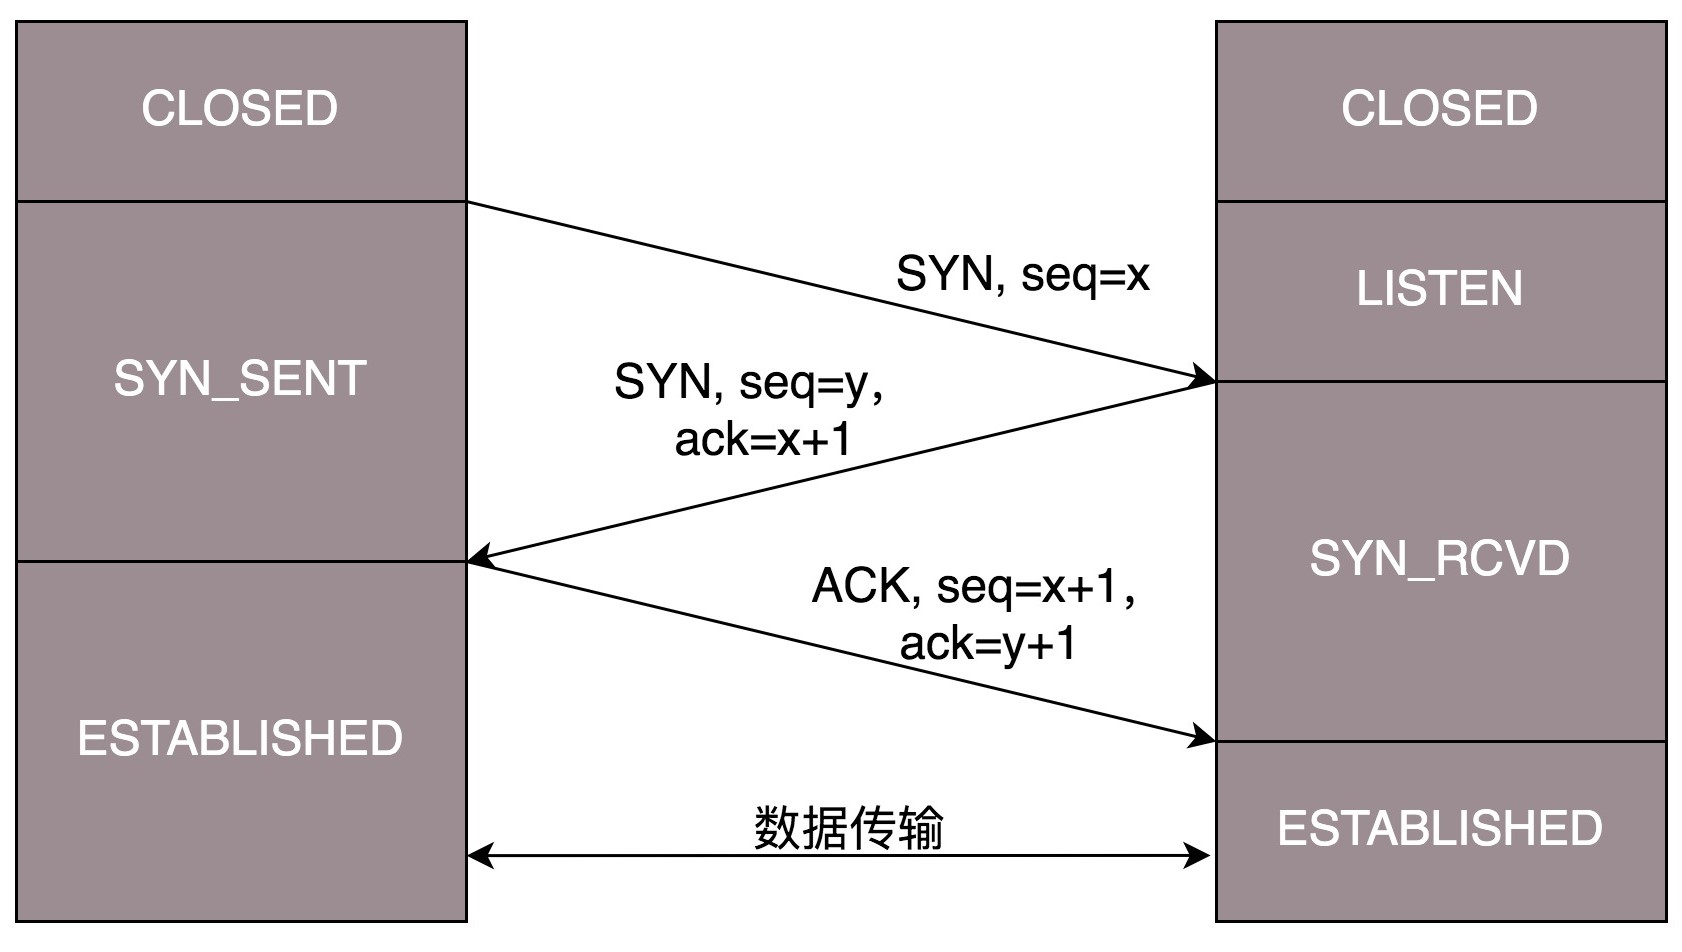 CLOSED
CLOSED
SYN, seq=x
LISTEN
SYN_SENT
SYN, seq=y,
ack=x+1
SYN_RCVD
ACK, seq=x+1,
ack=y+1
ESTABLISHED
数据传输
ESTABLISHED